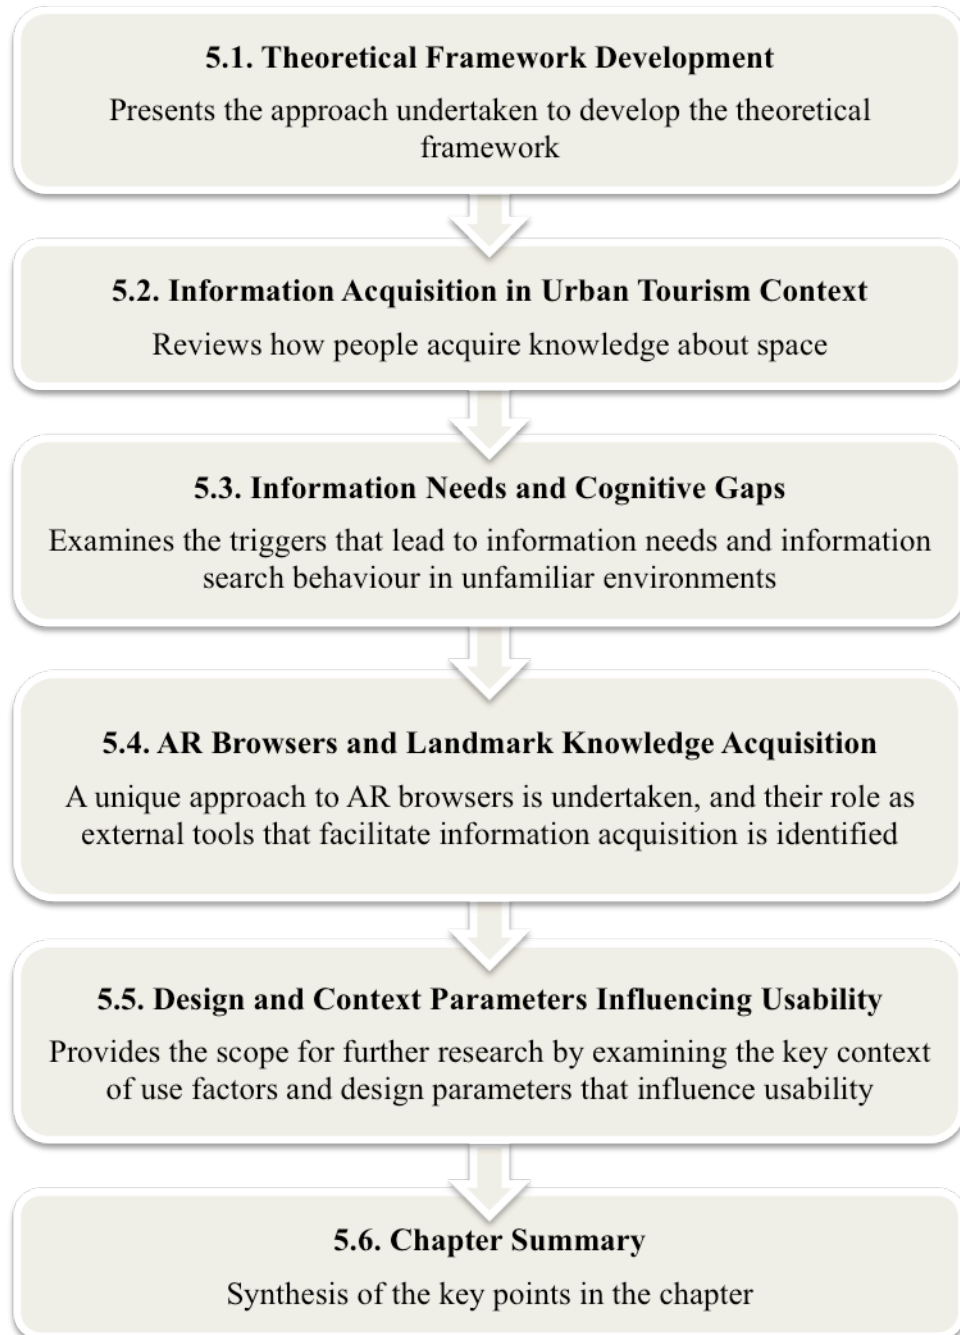 5.1. Theoretical Framework Development
Presents the approach undertaken to develop the theoretical
framework
5.2. Information Acquisition in Urban Tourism Context
Reviews how people acquire knowledge about space
5.3. Information Needs and Cognitive Gaps
Examines the triggers that lead to information needs and information
search behaviour in unfamiliar environments
5.4. AR Browsers and Landmark Knowledge Acquisition
A unique approach to AR browsers is undertaken, and their role as
external tools that facilitate information acquisition is identified
5.5. Design and Context Parameters Influencing Usability
Provides the scope for further research by examining the key context
of use factors and design parameters that influence usability
5.6. Chapter Summary
Synthesis of the key points in the chapter